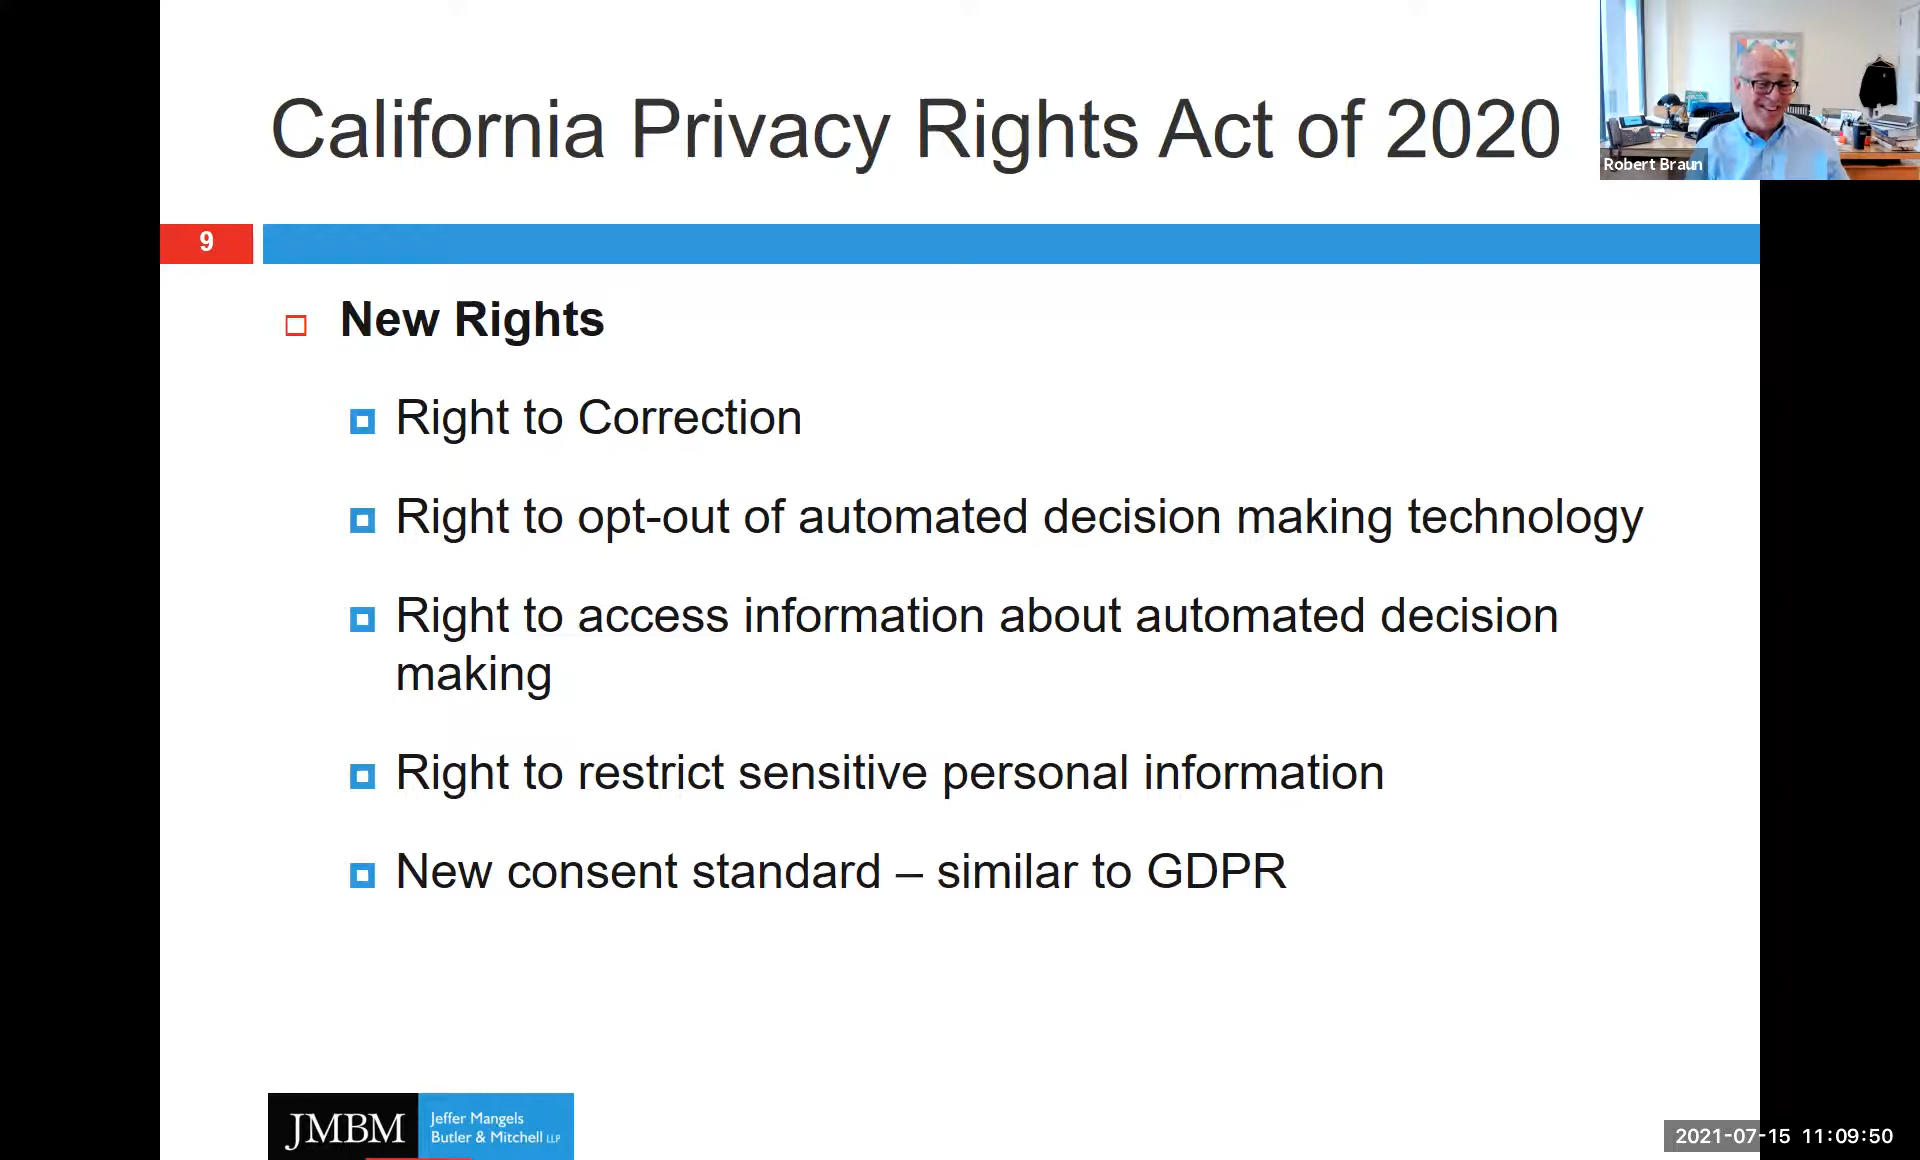 California Privacy Rights Act of 2020
Robert Braun
9
New Rights
Right to Correction
Right to opt-out of automated decision making technology
Right to access information about automated decision
making
Right to restrict sensitive personal information
New consent standard – similar to GDPR
JMBM
Jeffer Mangels
Butler & Mitchell LLP
2021-07-15 11:09:50